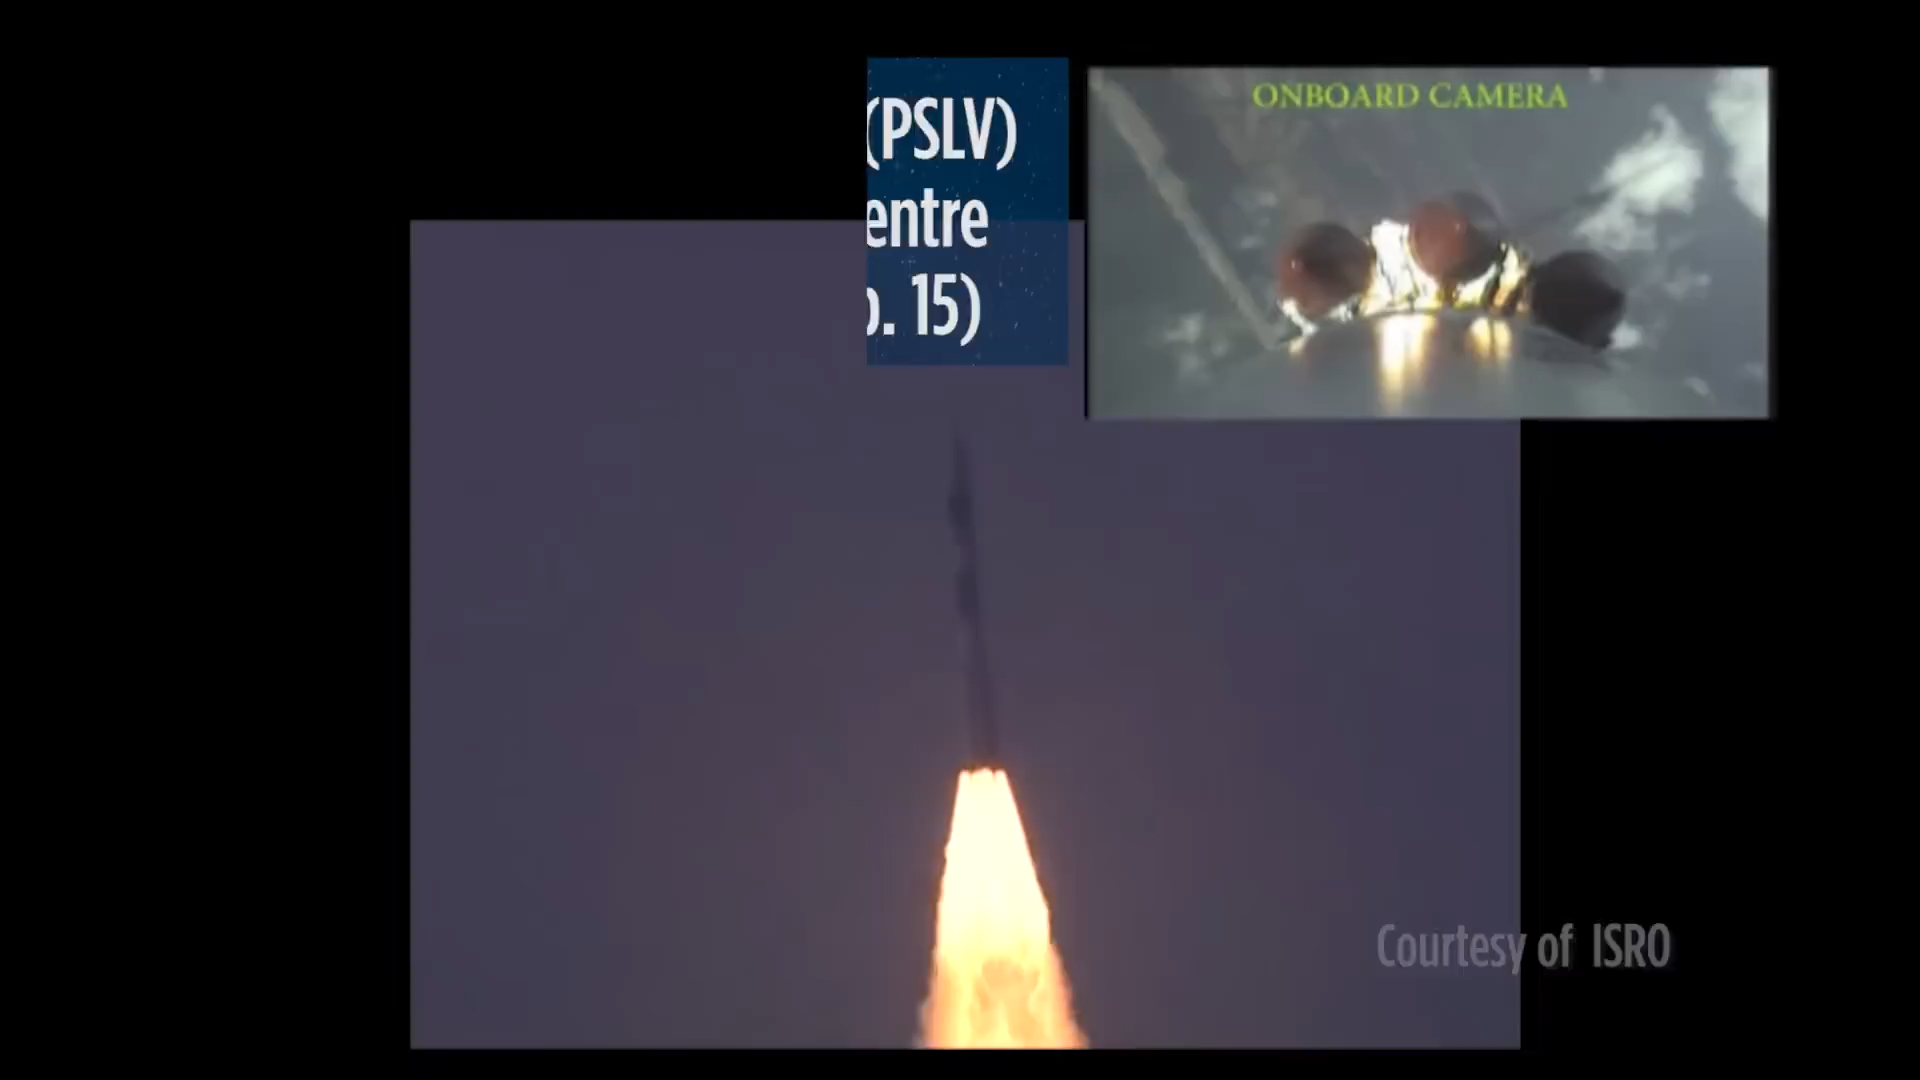 (PSLV)
entre
. 15)
ONBOARD CAMERA
Courtesy of ISRO